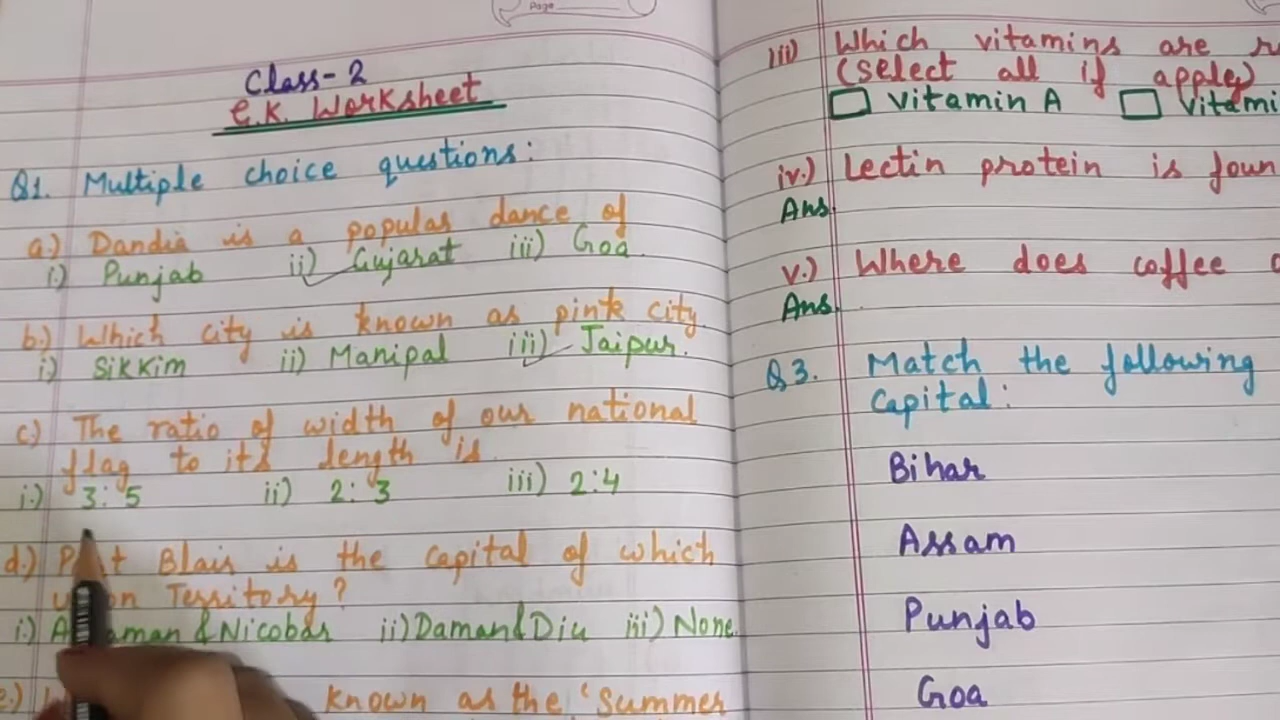 Page
Class-2
G.K. Worksheet
Q1. Multiple choice questions:
a.) Dandia is a popular dance of
i.) Punjab ii) Gujarat iii) Goa
b.) Which city is known as pink city
i) Sikkim ii) Manipal iii) Jaipur.
c.) The ratio of width of our national
flag to its length is
i.) 3:5 ii) 2:3 iii) 2:4
d.) Blair is the capital of which
Territory?
i.) & Nicobar ii) Daman & Diu iii) None.
e.) known as the 'Summer
iii) Which vitamins are
(select all if apply)
Vitamin A
iv.) Lectin protein is
Ans.
v.) Where does coffee
Ans.
Q3. Match the following
Capital:
Bihar
Assam
Punjab
Goa